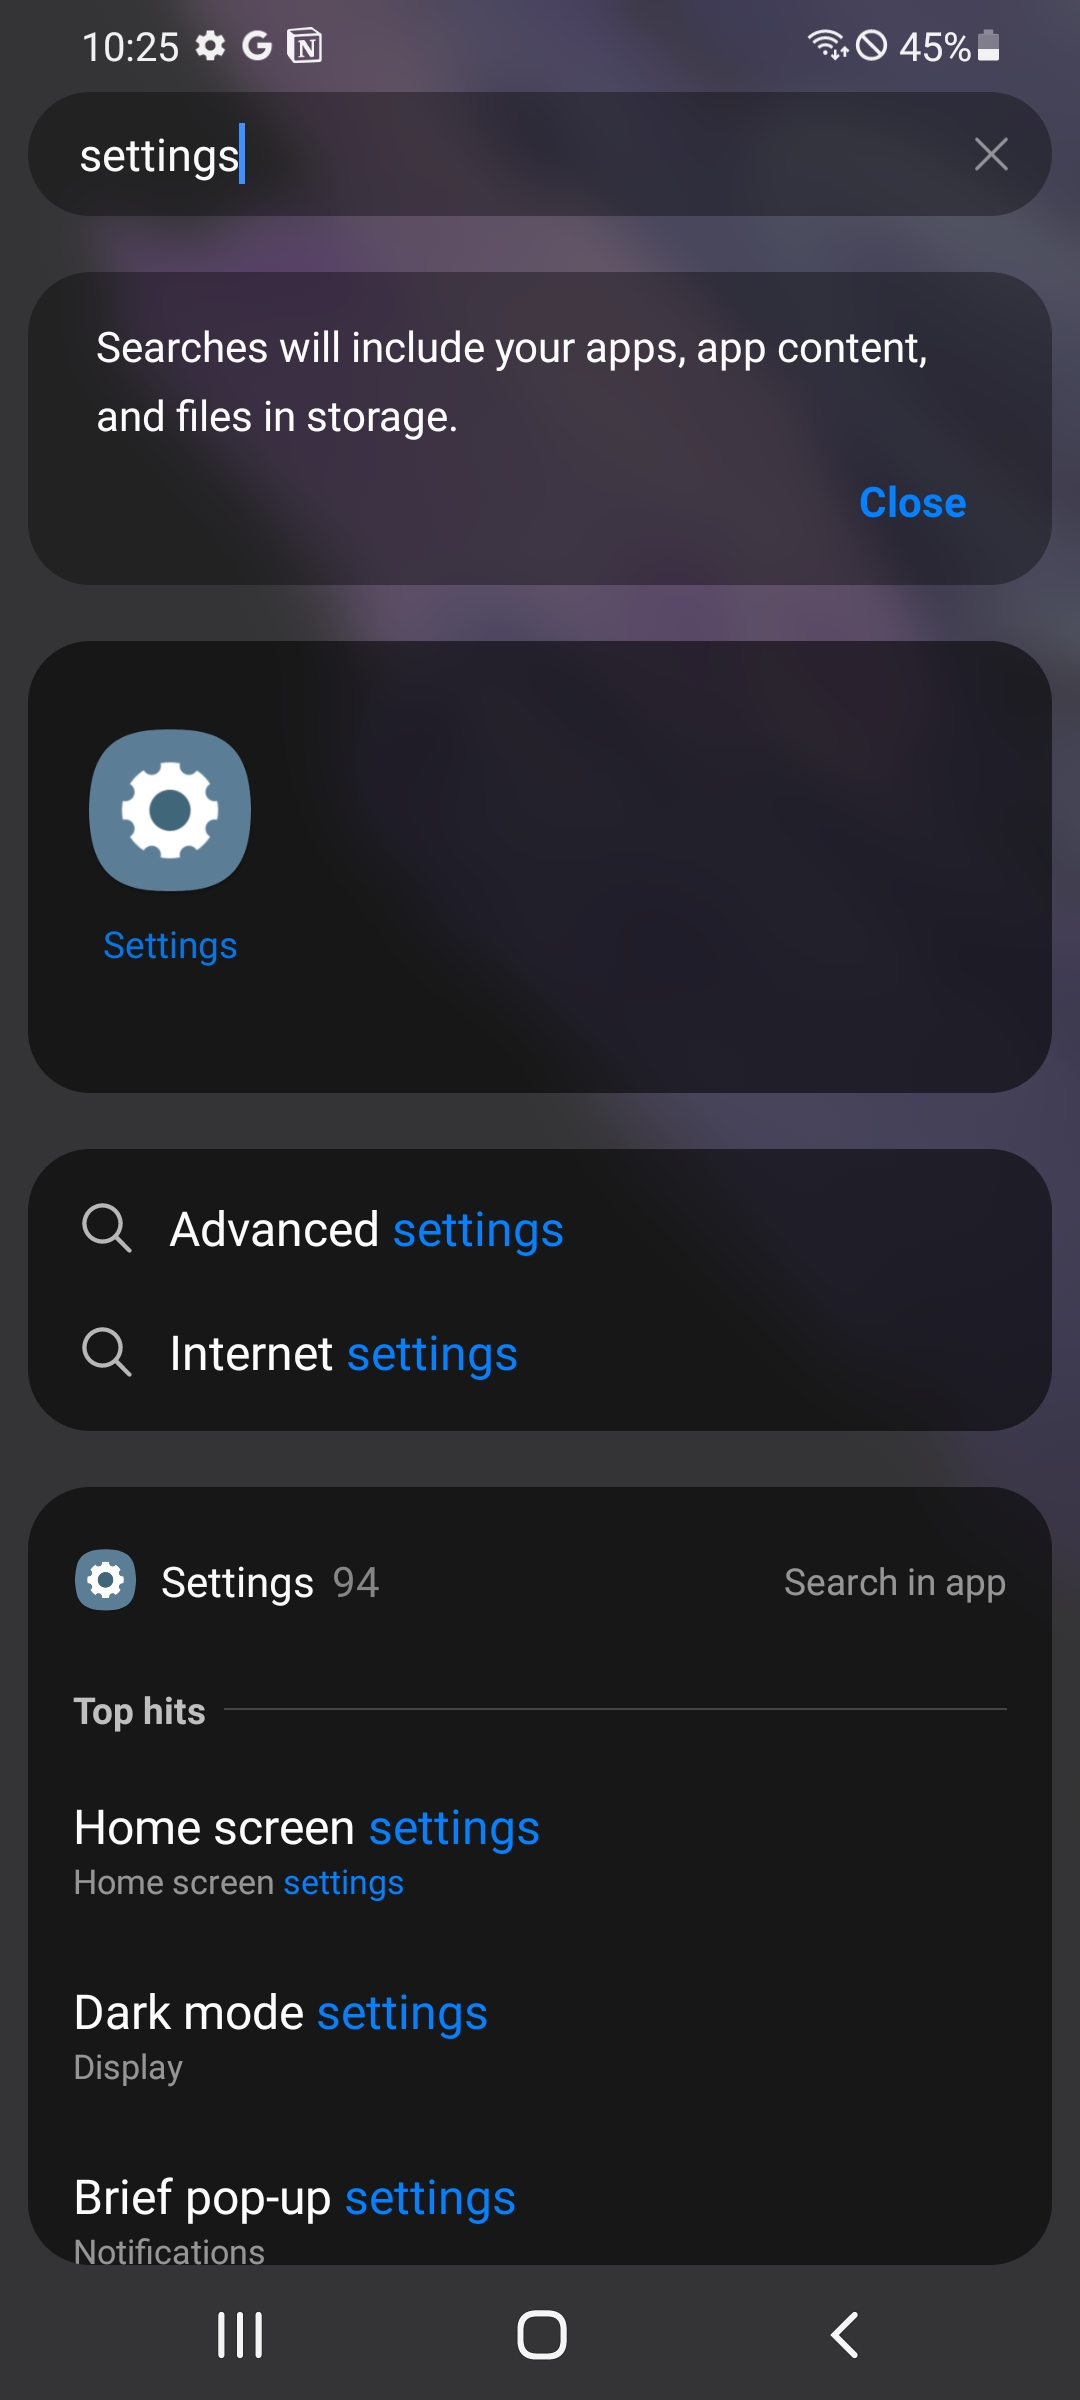 10:25
45%
settings
Searches will include your apps, app content,
and files in storage.
Close
Settings
Advanced settings
Internet settings
Settings 94
Search in app
Top hits
Home screen settings
Home screen settings
Dark mode settings
Display
Brief pop-up settings
Notifications